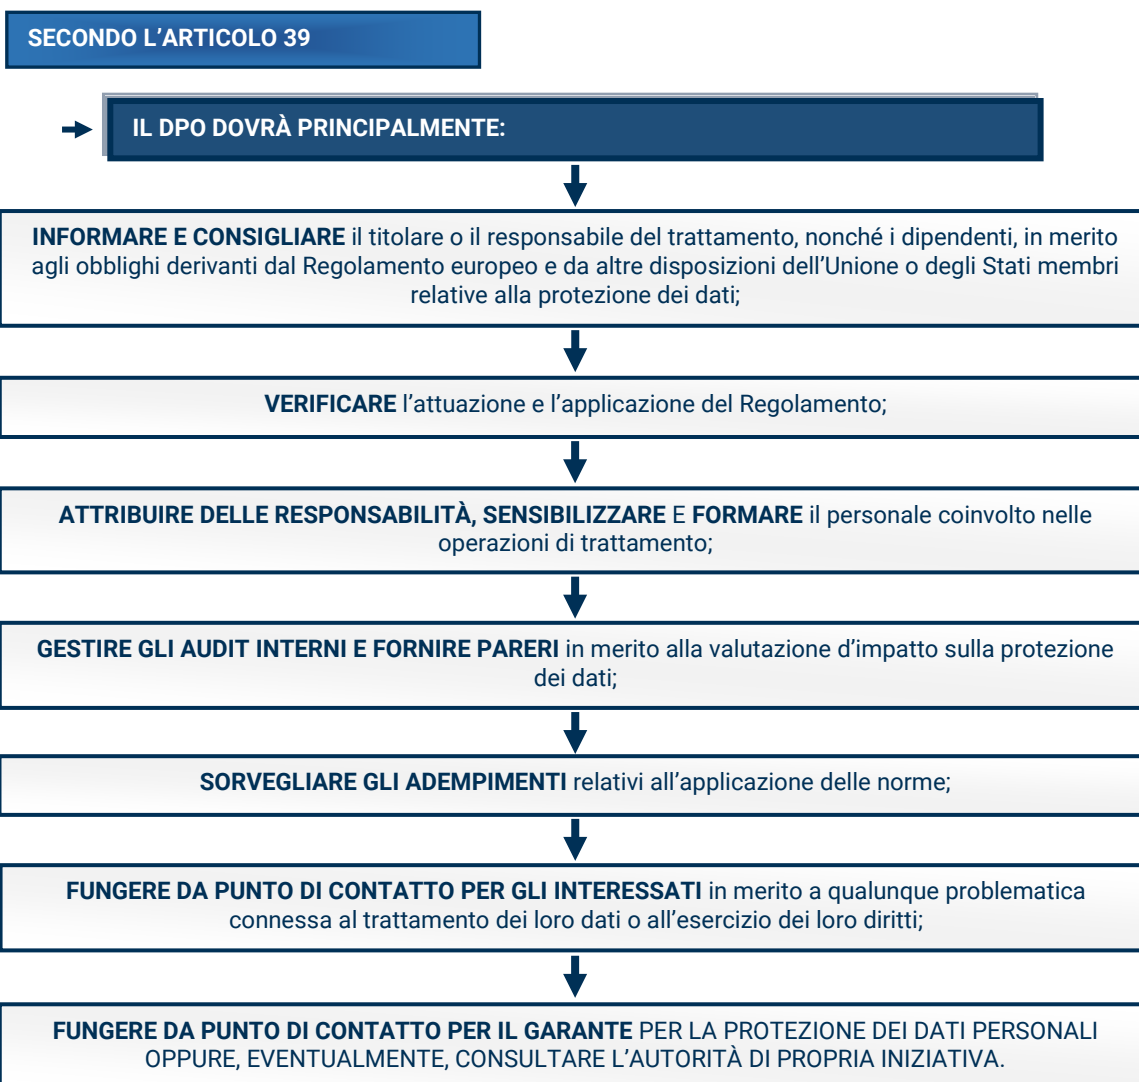 SECONDO L'ARTICOLO 39
IL DPO DOVRÀ PRINCIPALMENTE:
INFORMARE E CONSIGLIARE il titolare o il responsabile del trattamento, nonché i dipendenti, in merito
agli obblighi derivanti dal Regolamento europeo e da altre disposizioni dell'Unione o degli Stati membri
relative alla protezione dei dati;
VERIFICARE l'attuazione e l'applicazione del Regolamento;
ATTRIBUIRE DELLE RESPONSABILITÀ, SENSIBILIZZARE E FORMARE il personale coinvolto nelle
operazioni di trattamento;
GESTIRE GLI AUDIT INTERNI E FORNIRE PARERI in merito alla valutazione d'impatto sulla protezione
dei dati;
SORVEGLIARE GLI ADEMPIMENTI relativi all'applicazione delle norme;
FUNGERE DA PUNTO DI CONTATTO PER GLI INTERESSATI in merito a qualunque problematica
connessa al trattamento dei loro dati o all'esercizio dei loro diritti;
FUNGERE DA PUNTO DI CONTATTO PER IL GARANTE PER LA PROTEZIONE DEI DATI PERSONALI
OPPURE, EVENTUALMENTE, CONSULTARE L'AUTORITÀ DI PROPRIA INIZIATIVA.